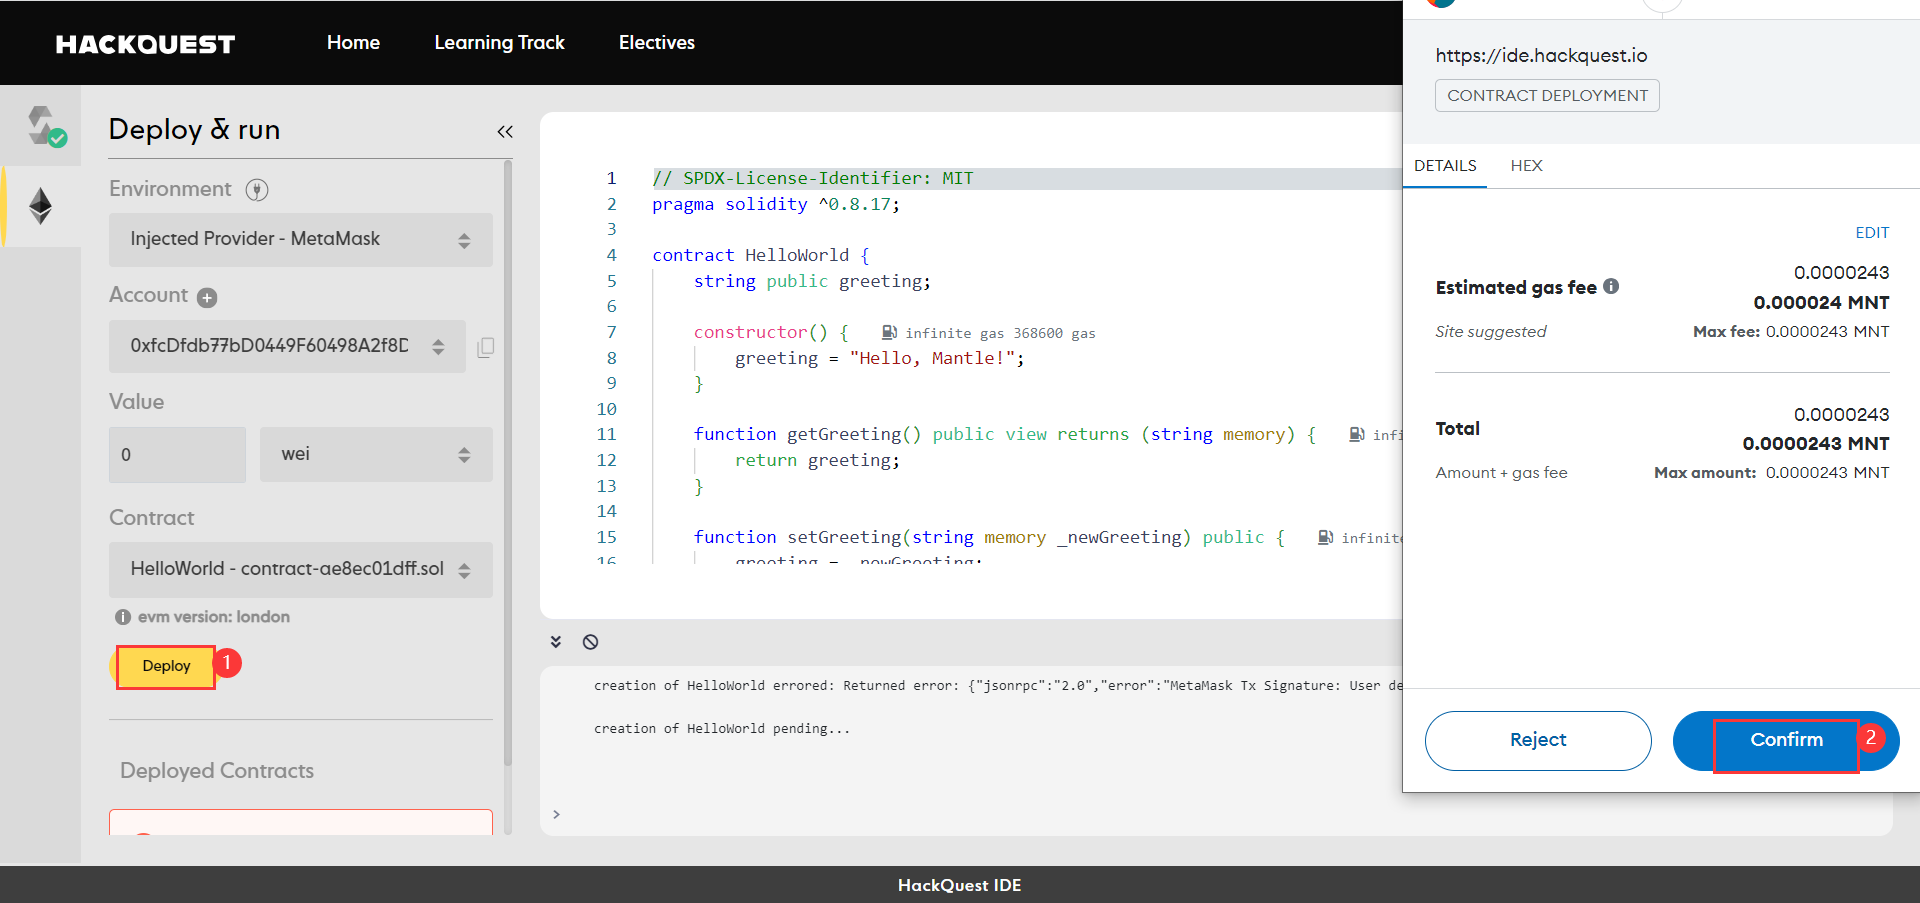 HACKQUEST
Home
Learning Track
Electives
Deploy & run
Environment
Injected Provider - MetaMask
Account
0xfcDfdb77bD0449F60498A2f8D
Value
0
wei
Contract
HelloWorld - contract-ae8ec01dff.sol
evm version: london
Deploy
1
Deployed Contracts
1 // SPDX-License-Identifier: MIT
2 pragma solidity ^0.8.17;
3
4 contract HelloWorld {
5 string public greeting;
6
7 constructor() { infinite gas 368600 gas
8 greeting = "Hello, Mantle!";
9 }
10
11 function getGreeting() public view returns (string memory) { infi
12 return greeting;
13 }
14
15 function setGreeting(string memory _newGreeting) public { infinite
16 greeting = _newGreeting;
creation of HelloWorld errored: Returned error: {"jsonrpc":"2.0","error":"MetaMask Tx Signature: User de
creation of HelloWorld pending...
>
https://ide.hackquest.io
CONTRACT DEPLOYMENT
DETAILS
HEX
EDIT
0.0000243
Estimated gas fee
0.000024 MNT
Site suggested
Max fee: 0.0000243 MNT
0.0000243
Total
0.0000243 MNT
Amount + gas fee
Max amount: 0.0000243 MNT
Reject
Confirm
2
HackQuest IDE